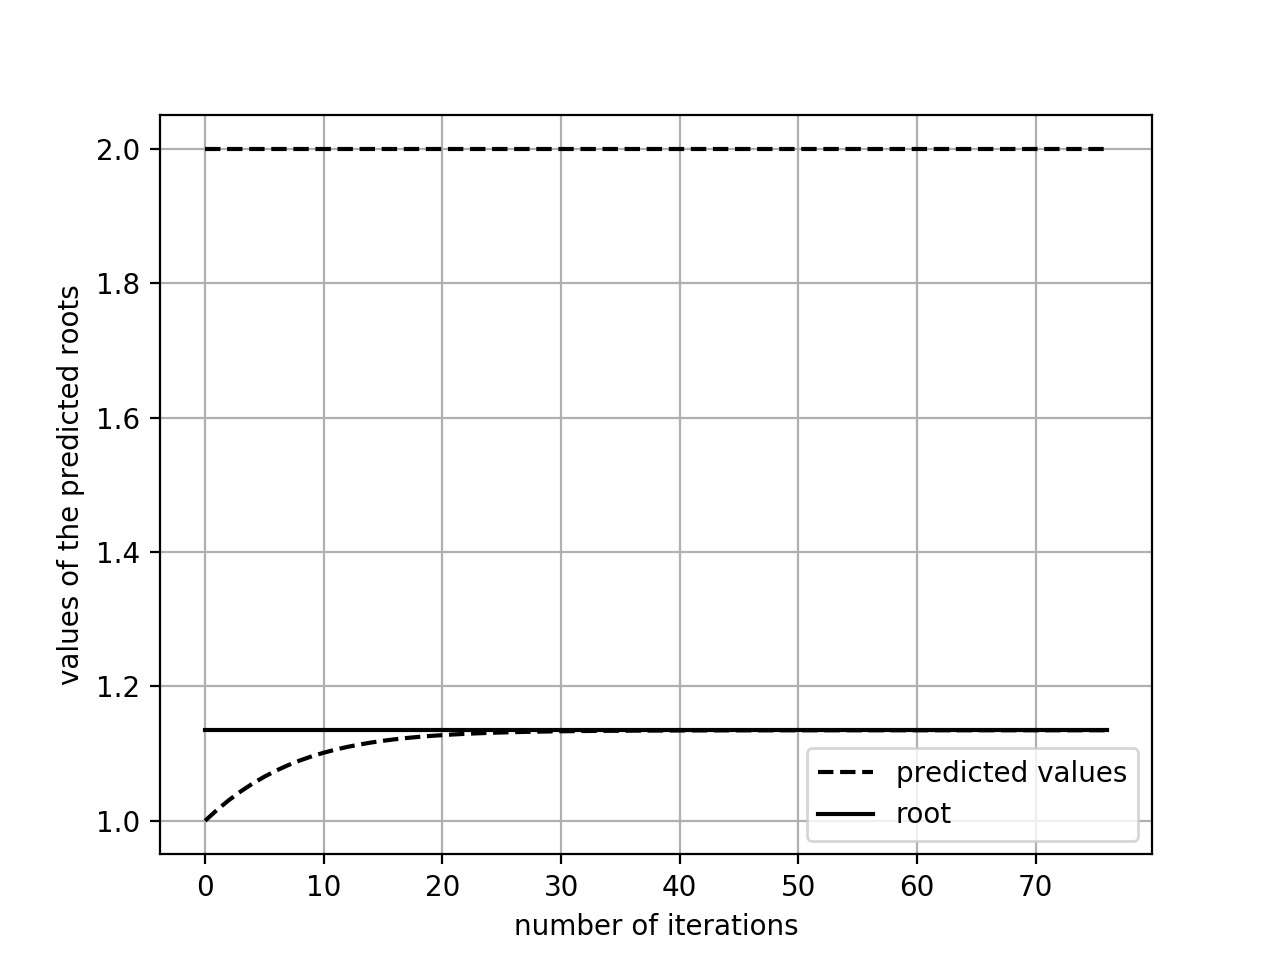 2.0
1.8
1.6
1.4
1.2
1.0
values of the predicted roots
predicted values
root
0 10 20 30 40 50 60 70
number of iterations